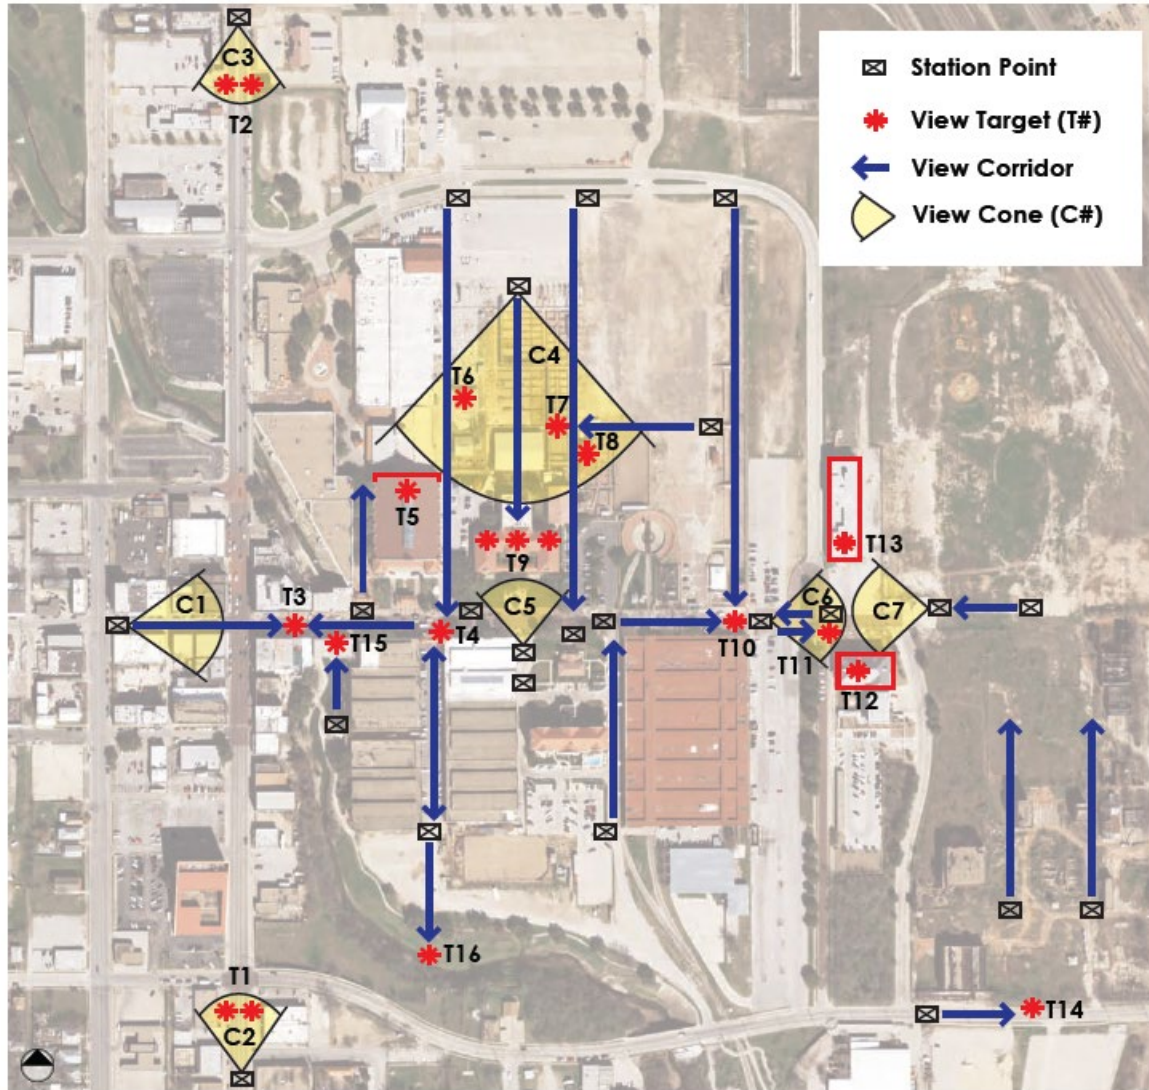 C3
T2
Station Point
View Target (T#)
View Corridor
View Cone (C#)
C4
T6
T7
T8
T5
T9
T13
C1
T3
C5
C6
C7
T15
T4
T10
T11
T12
T16
T1
C2
T14